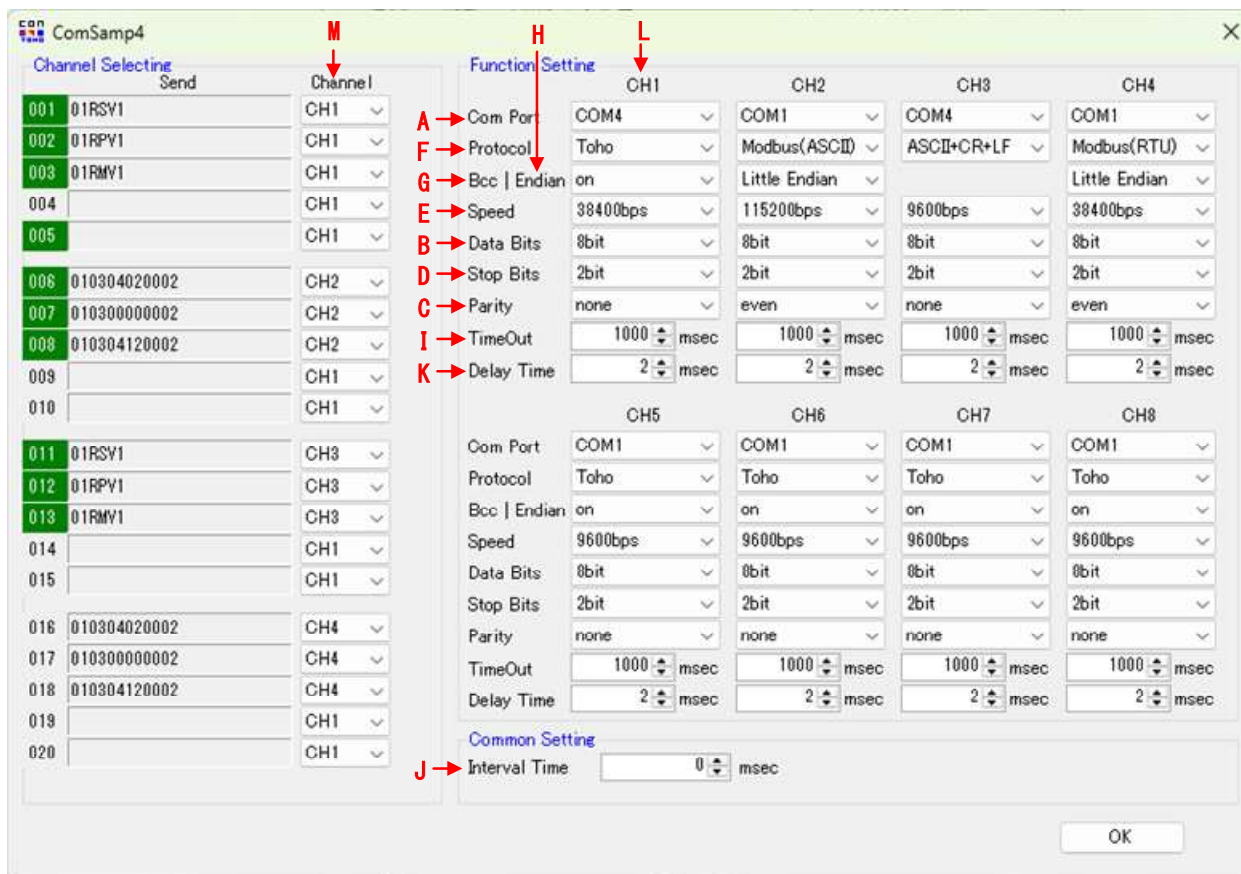 ComSamp4
M H L
Channel Selecting
Send Channel
001 01RSV1 CH1
002 01RPV1 CH1
003 01RMV1 CH1
004 CH1
005 CH1
006 010304020002 CH2
007 010300000002 CH2
008 010304120002 CH2
009 CH1
010 CH1
011 01RSV1 CH3
012 01RPV1 CH3
013 01RMV1 CH3
014 CH1
015 CH1
016 010304020002 CH4
017 010300000002 CH4
018 010304120002 CH4
019 CH1
020 CH1
Function Setting
CH1 CH2 CH3 CH4
A Com Port COM4 COM1 COM4 COM1
F Protocol Toho Modbus(ASCII) ASCII+CR+LF Modbus(RTU)
G Bcc | Endian on Little Endian Little Endian
E Speed 38400bps 115200bps 9600bps 38400bps
B Data Bits 8bit 8bit 8bit 8bit
D Stop Bits 2bit 2bit 2bit 2bit
C Parity none even none even
I TimeOut 1000 msec 1000 msec 1000 msec 1000 msec
K Delay Time 2 msec 2 msec 2 msec 2 msec
CH5 CH6 CH7 CH8
Com Port COM1 COM1 COM1 COM1
Protocol Toho Toho Toho Toho
Bcc | Endian on on on on
Speed 9600bps 9600bps 9600bps 9600bps
Data Bits 8bit 8bit 8bit 8bit
Stop Bits 2bit 2bit 2bit 2bit
Parity none none none none
TimeOut 1000 msec 1000 msec 1000 msec 1000 msec
Delay Time 2 msec 2 msec 2 msec 2 msec
Common Setting
J Interval Time 0 msec
OK